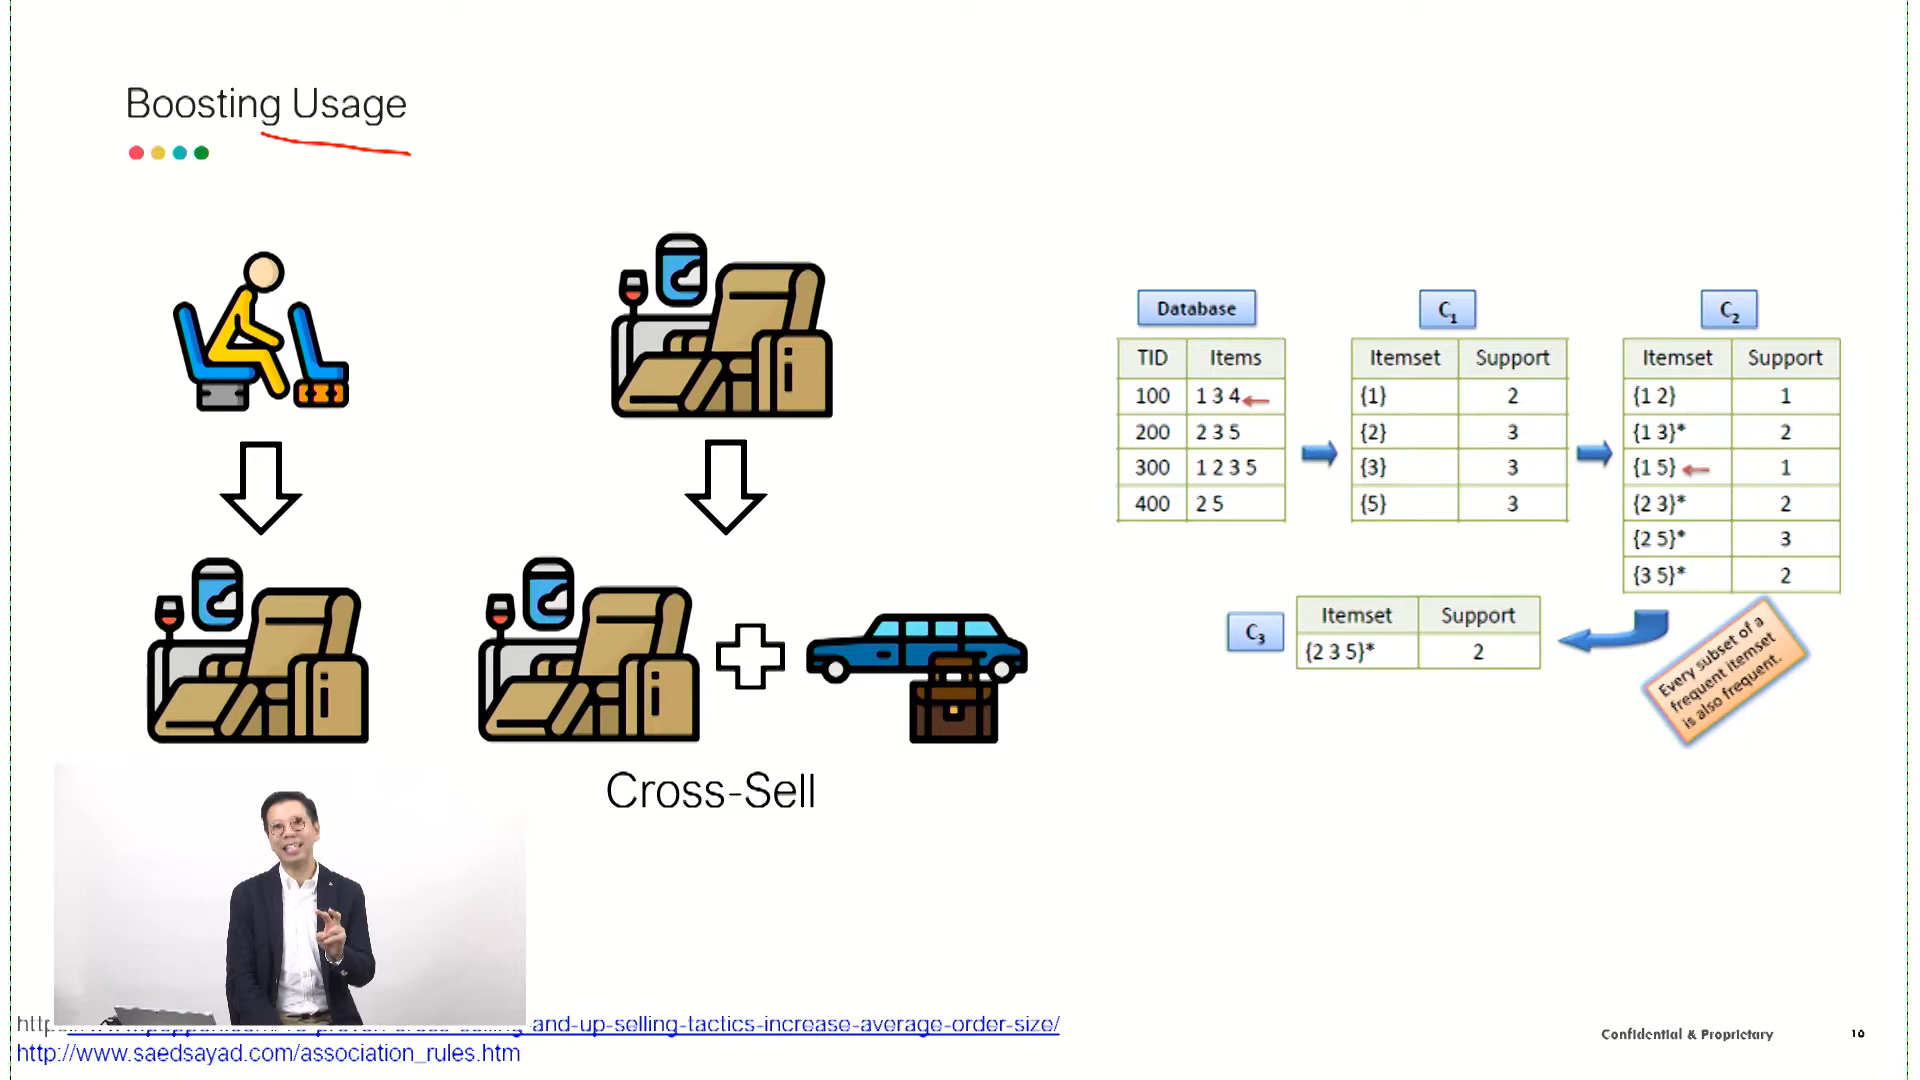 Boosting Usage
Database
TID Items
100 1 3 4
200 2 3 5
300 1 2 3 5
400 2 5
C1
Itemset Support
{1} 2
{2} 3
{3} 3
{5} 3
C2
Itemset Support
{1 2} 1
{1 3}* 2
{1 5} 1
{2 3}* 2
{2 5}* 3
{3 5}* 2
C3
Itemset Support
{2 3 5}* 2
Every subset of a
frequent itemset
is also frequent.
Cross-Sell
-and-up-selling-tactics-increase-average-order-size/
http://www.saedsayad.com/association_rules.htm
Confidential & Proprietary